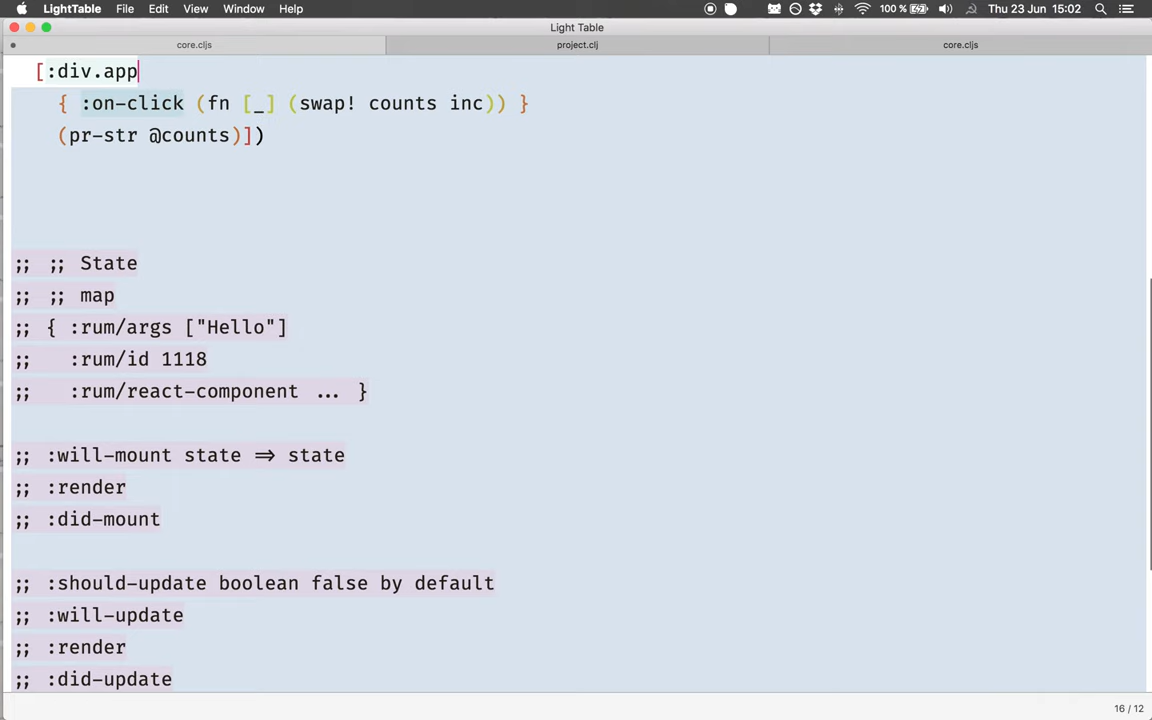 LightTable File Edit View Window Help 100 % Thu 23 Jun 15:02
Light Table
core.cljs project.clj core.cljs
[:div.app
{ :on-click (fn [_] (swap! counts inc)) }
(pr-str @counts)])
;; ;; State
;; ;; map
;; { :rum/args ["Hello"]
;; :rum/id 1118
;; :rum/react-component ... }
;; :will-mount state ⇒ state
;; :render
;; :did-mount
;; :should-update boolean false by default
;; :will-update
;; :render
;; :did-update
16 / 12